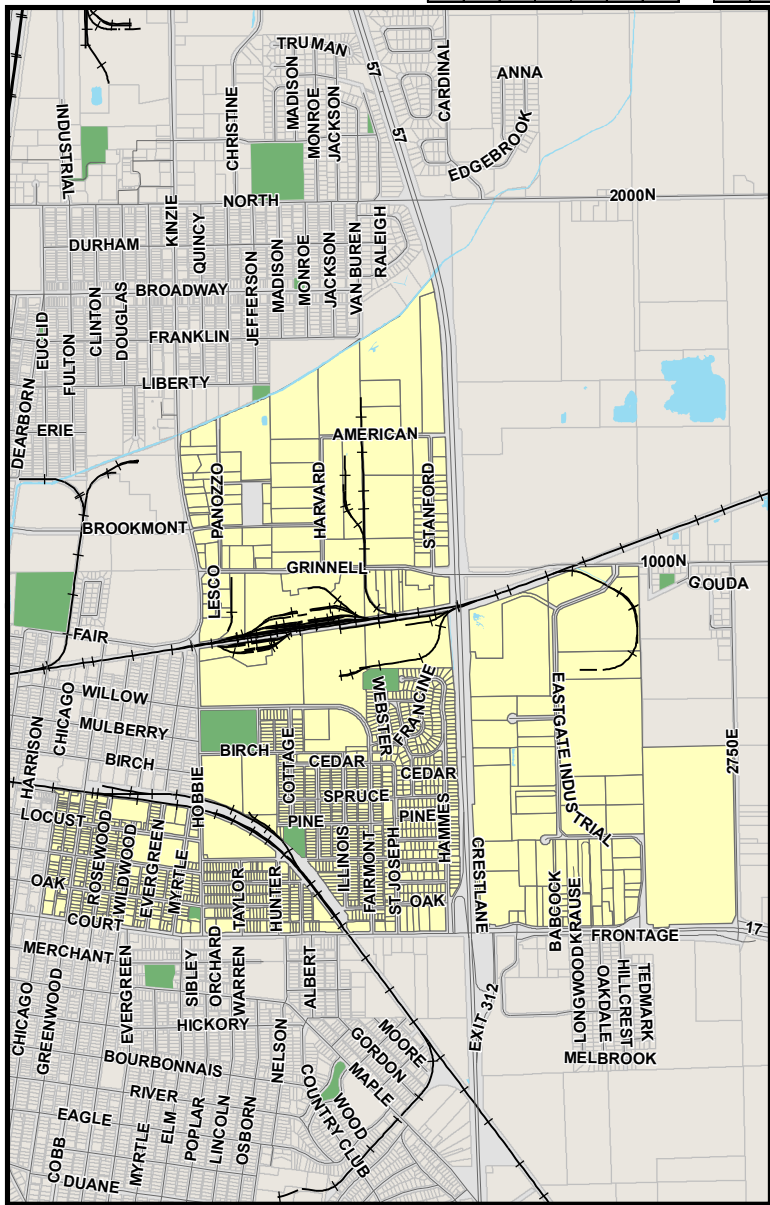 TRUMAN
57
CARDINAL
ANNA
MADISON
MONROE
JACKSON
INDUSTRIAL
CHRISTINE
57
EDGEBROOK
NORTH
2000N
KINZIE
QUINCY
DURHAM
JEFFERSON
MADISON
MONROE
JACKSON
VAN BUREN
RALEIGH
BROADWAY
EUCLID
FULTON
CLINTON
DOUGLAS
FRANKLIN
LIBERTY
DEARBORN
ERIE
AMERICAN
PANOZZO
HARVARD
STANFORD
BROOKMONT
GRINNELL
1000N
LESCO
GOUDA
FAIR
WILLOW
CHICAGO
MULBERRY
HARRISON
BIRCH
BIRCH
COTTAGE
WEBSTER
FRANCINE
EASTGATE INDUSTRIAL
2750E
CEDAR
CEDAR
HOBBIE
SPRUCE
PINE
PINE
HAMMES
LOCUST
ROSEWOOD
WILDWOOD
EVERGREEN
MYRTLE
ILLINOIS
FAIRMONT
ST JOSEPH
CRESTLANE
OAK
OAK
TAYLOR
HUNTER
BABCOCK
COURT
FRONTAGE
17
MERCHANT
EVERGREEN
SIBLEY
ORCHARD
WARREN
ALBERT
LONGWOOD
KRAUSE
OAKDALE
HILLCREST
TEDMARK
CHICAGO
GREENWOOD
HICKORY
NELSON
MOORE
GORDON
MAPLE
EXIT 312
MELBROOK
BOURBONNAIS
RIVER
WOOD
COUNTRY CLUB
EAGLE
COBB
DUANE
MYRTLE
ELM
POPLAR
LINCOLN
OSBORN